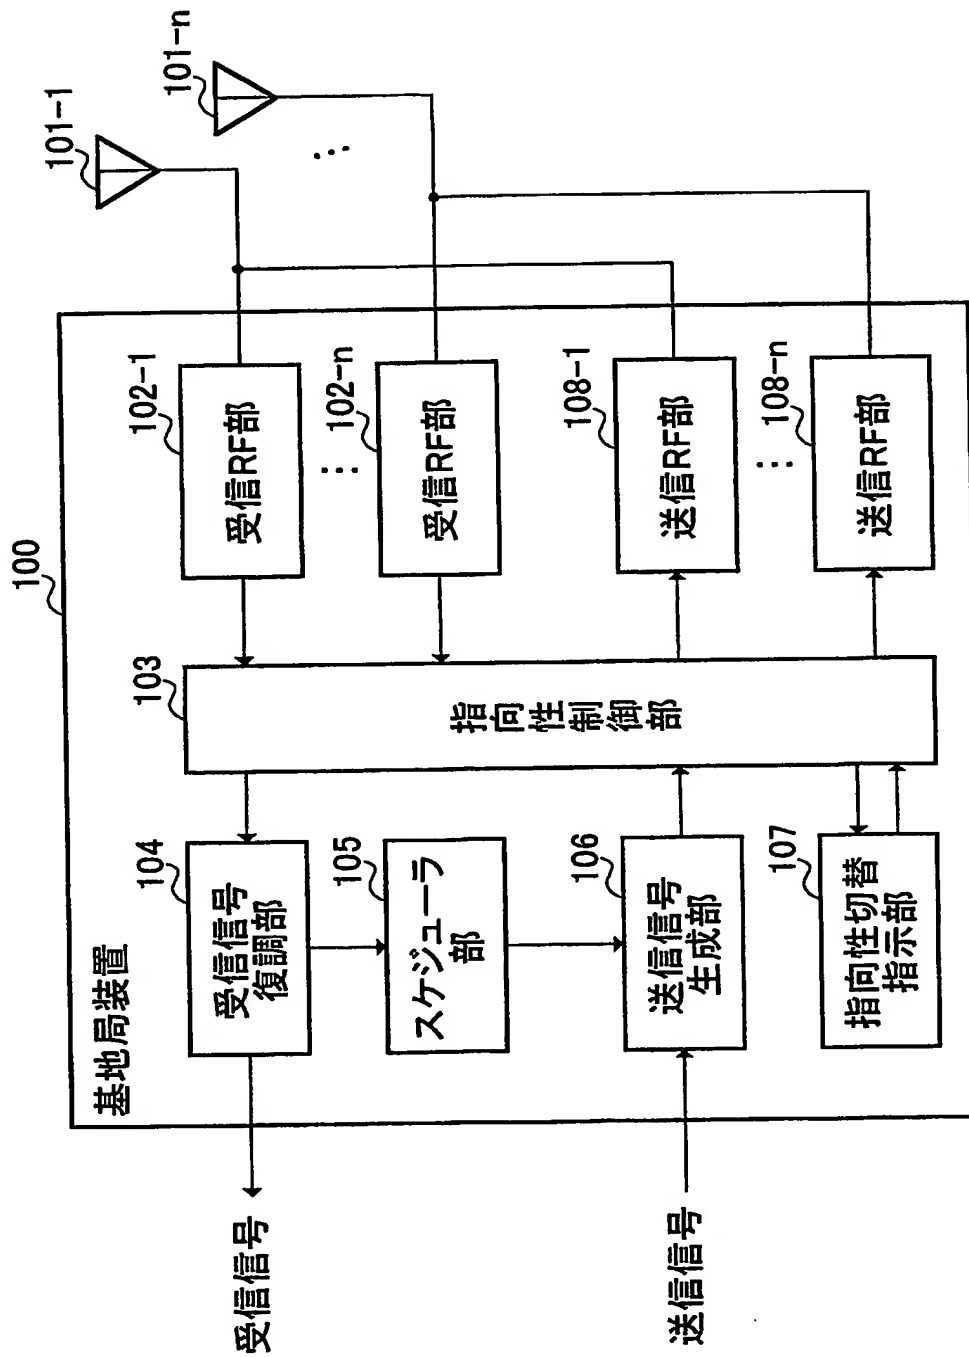 100
基地局装置
101-1
101-n
…
102-1
受信RF部
…
102-n
受信RF部
108-1
送信RF部
…
108-n
送信RF部
103
指向性制御部
104
受信信号
復調部
105
スケジューラ
部
106
送信信号
生成部
107
指向性切替
指示部
受信信号
送信信号